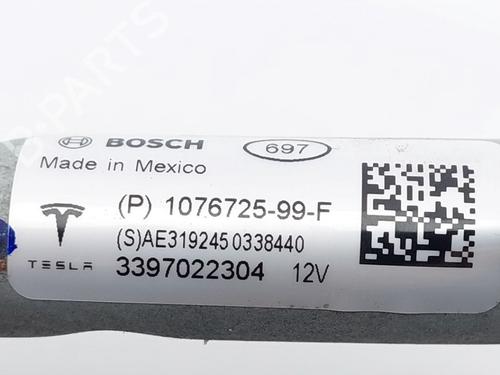 BOSCH 697
Made in Mexico
(P) 1076725-99-F
(S)AE319245 0338440
TESLA 3397022304 12V